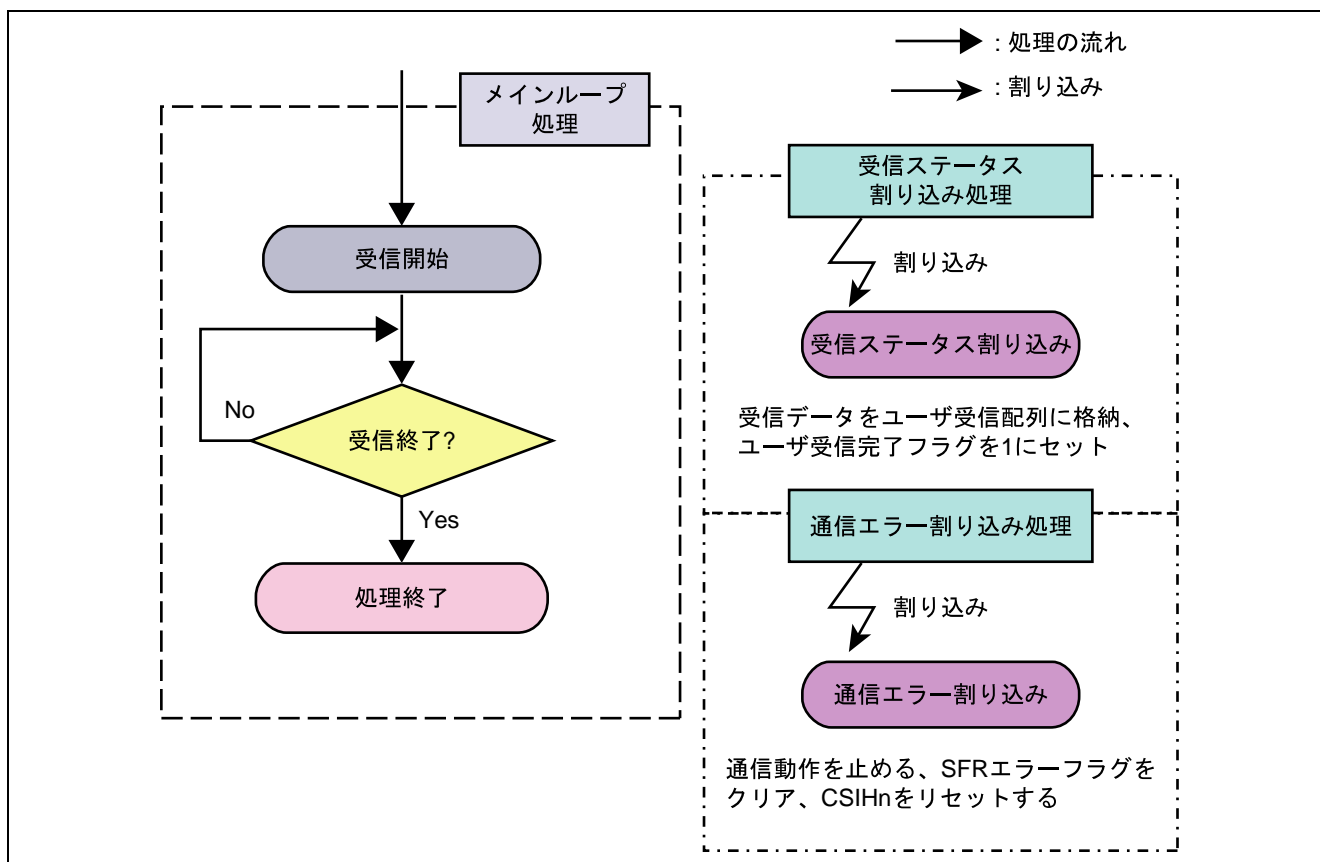 : 処理の流れ
: 割り込み
メインループ
処理
受信開始
No
受信終了?
Yes
処理終了
受信ステータス
割り込み処理
割り込み
受信ステータス割り込み
受信データをユーザ受信配列に格納、
ユーザ受信完了フラグを1にセット
通信エラー割り込み処理
割り込み
通信エラー割り込み
通信動作を止める、SFRエラーフラグを
クリア、CSIHnをリセットする